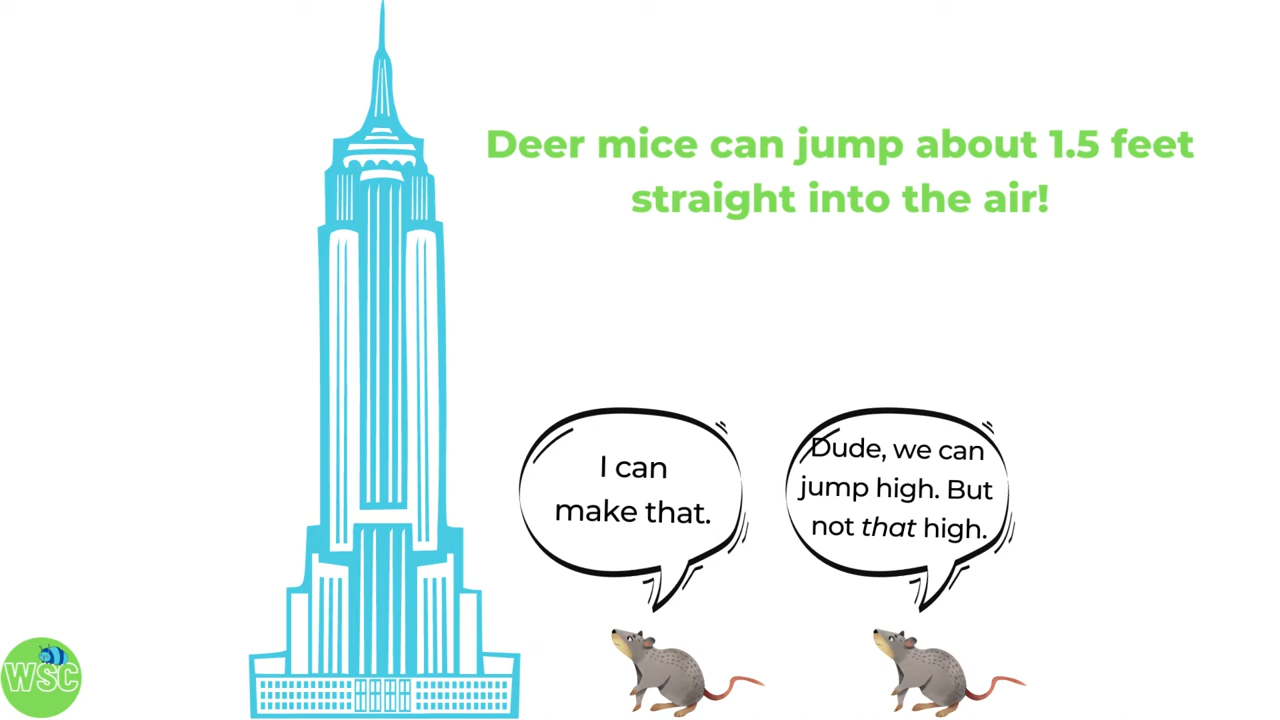 Deer mice can jump about 1.5 feet
straight into the air!
I can
make that.
Dude, we can
jump high. But
not that high.
WSC